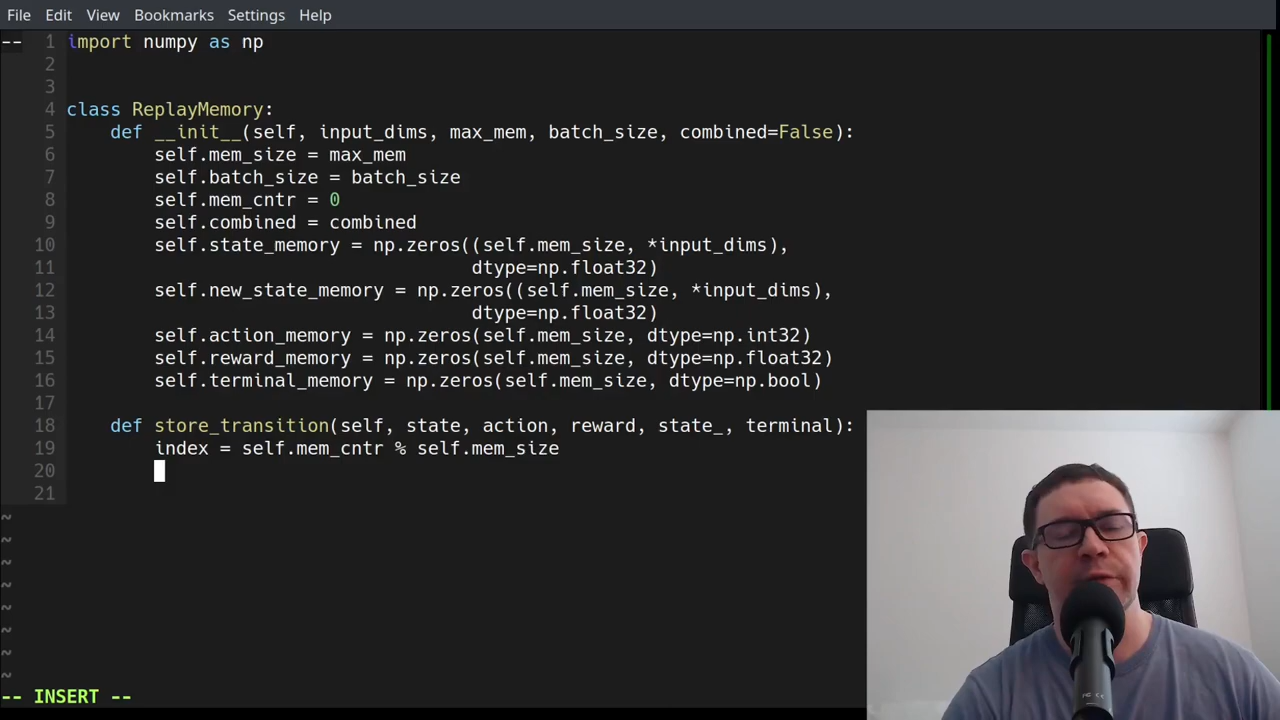 File Edit View Bookmarks Settings Help
-- 1 import numpy as np
2
3
4 class ReplayMemory:
5     def __init__(self, input_dims, max_mem, batch_size, combined=False):
6         self.mem_size = max_mem
7         self.batch_size = batch_size
8         self.mem_cntr = 0
9         self.combined = combined
10         self.state_memory = np.zeros((self.mem_size, *input_dims),
11                                      dtype=np.float32)
12         self.new_state_memory = np.zeros((self.mem_size, *input_dims),
13                                      dtype=np.float32)
14         self.action_memory = np.zeros(self.mem_size, dtype=np.int32)
15         self.reward_memory = np.zeros(self.mem_size, dtype=np.float32)
16         self.terminal_memory = np.zeros(self.mem_size, dtype=np.bool)
17
18     def store_transition(self, state, action, reward, state_, terminal):
19         index = self.mem_cntr % self.mem_size
20
21
~
~
~
~
~
~
~
~
-- INSERT --